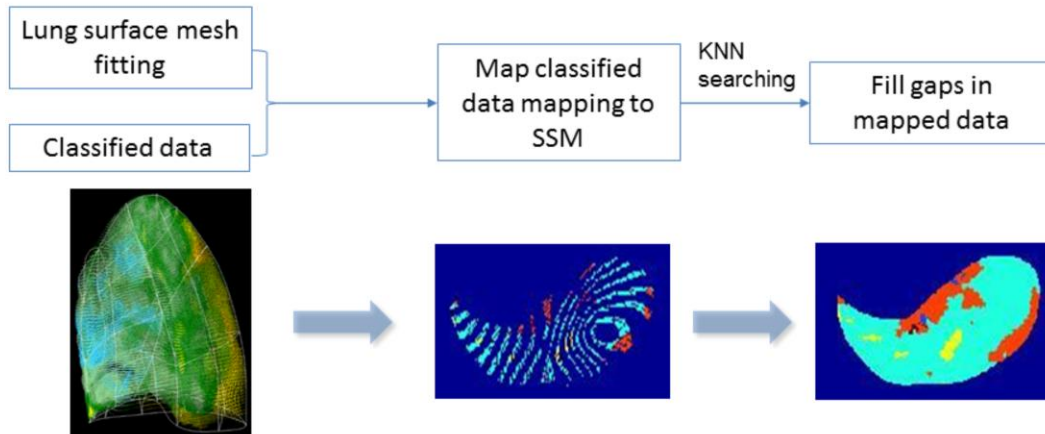 Lung surface mesh
fitting
Classified data
Map classified
data mapping to
SSM
KNN
searching
Fill gaps in
mapped data